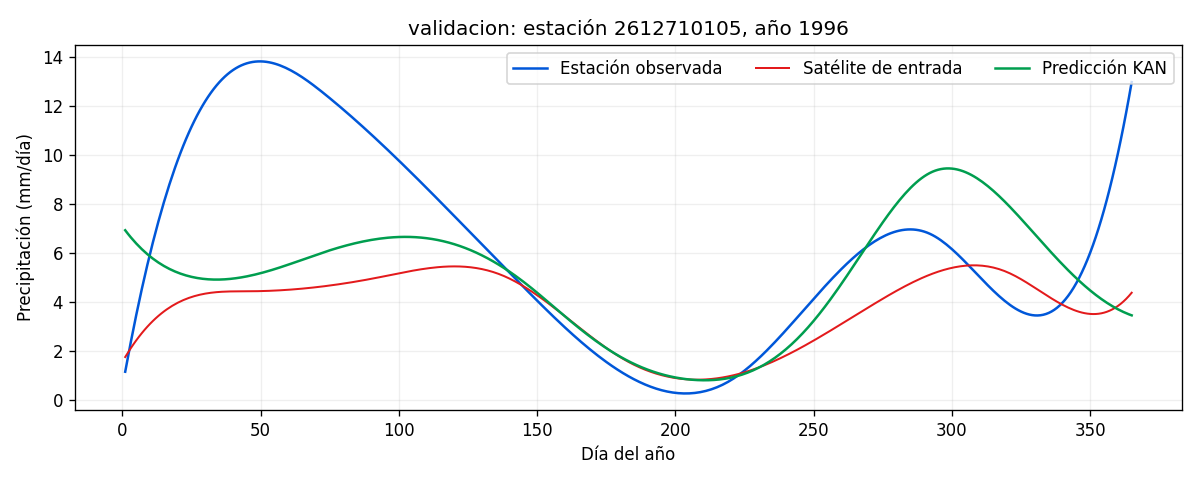 validacion: estación 2612710105, año 1996
Estación observada
Satélite de entrada
Predicción KAN
Precipitación (mm/día)
14
12
10
8
6
4
2
0
0 50 100 150 200 250 300 350
Día del año